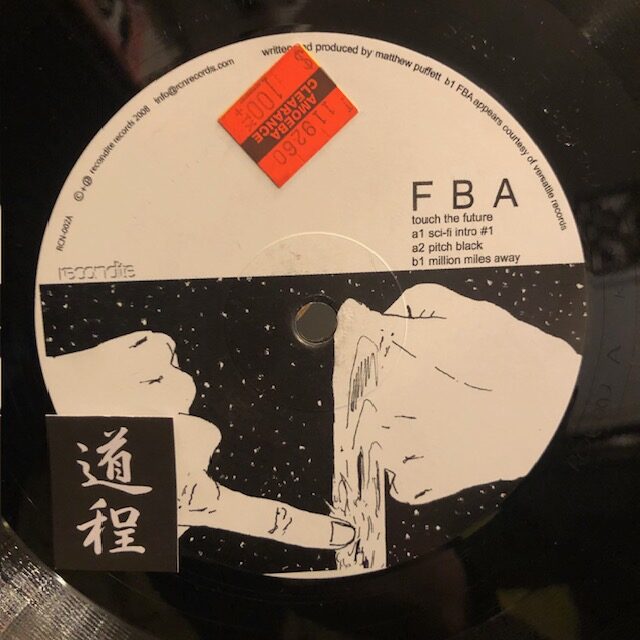 © + ℗ recondite records 2008 info@rcnrecords.com
written and produced by matthew puffett b1 FBA appears courtesy of versatile records
RCN-002A
recondite
AMOEBA
CLEARANCE
119260
FBA
touch the future
a1 sci-fi intro #1
a2 pitch black
b1 million miles away
道程